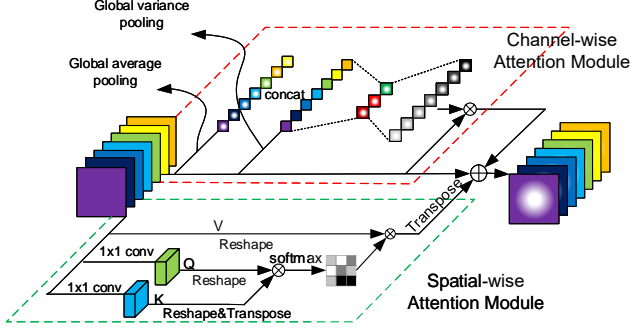 Global variance
pooling
Global average
pooling
Channel-wise
Attention Module
concat
Transpose
V
Reshape
1x1 conv
Q
Reshape
softmax
1x1 conv
K
Reshape&Transpose
Spatial-wise
Attention Module